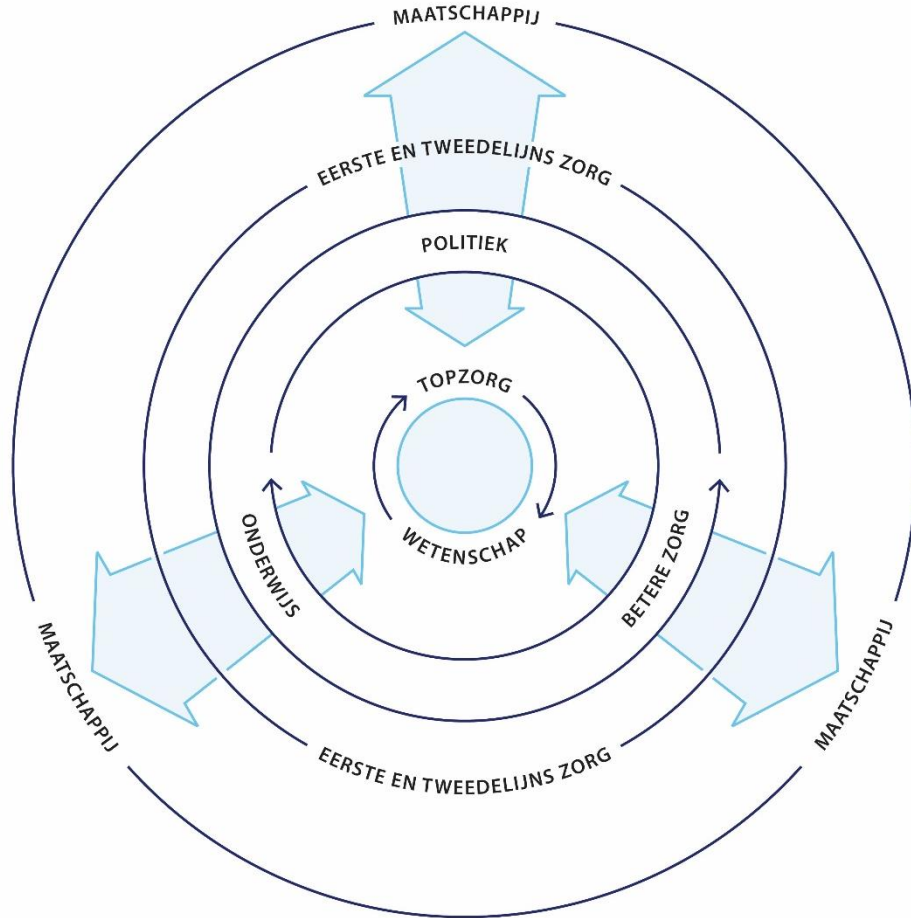 MAATSCHAPPIJ
EERSTE EN TWEEDELIJNS ZORG
POLITIEK
TOPZORG
WETENSCHAP
ONDERWIJS
BETERE ZORG
MAATSCHAPPIJ
MAATSCHAPPIJ
EERSTE EN TWEEDELIJNS ZORG